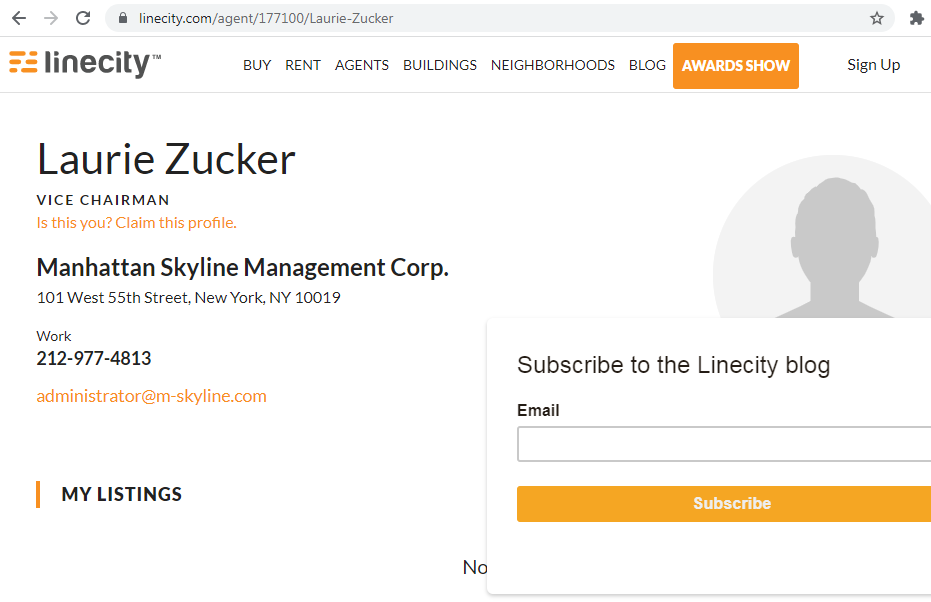 linecity.com/agent/177100/Laurie-Zucker
linecity™ BUY RENT AGENTS BUILDINGS NEIGHBORHOODS BLOG AWARDS SHOW Sign Up
Laurie Zucker
VICE CHAIRMAN
Is this you? Claim this profile.
Manhattan Skyline Management Corp.
101 West 55th Street, New York, NY 10019
Work
212-977-4813
administrator@m-skyline.com
Subscribe to the Linecity blog
Email
Subscribe
MY LISTINGS
No